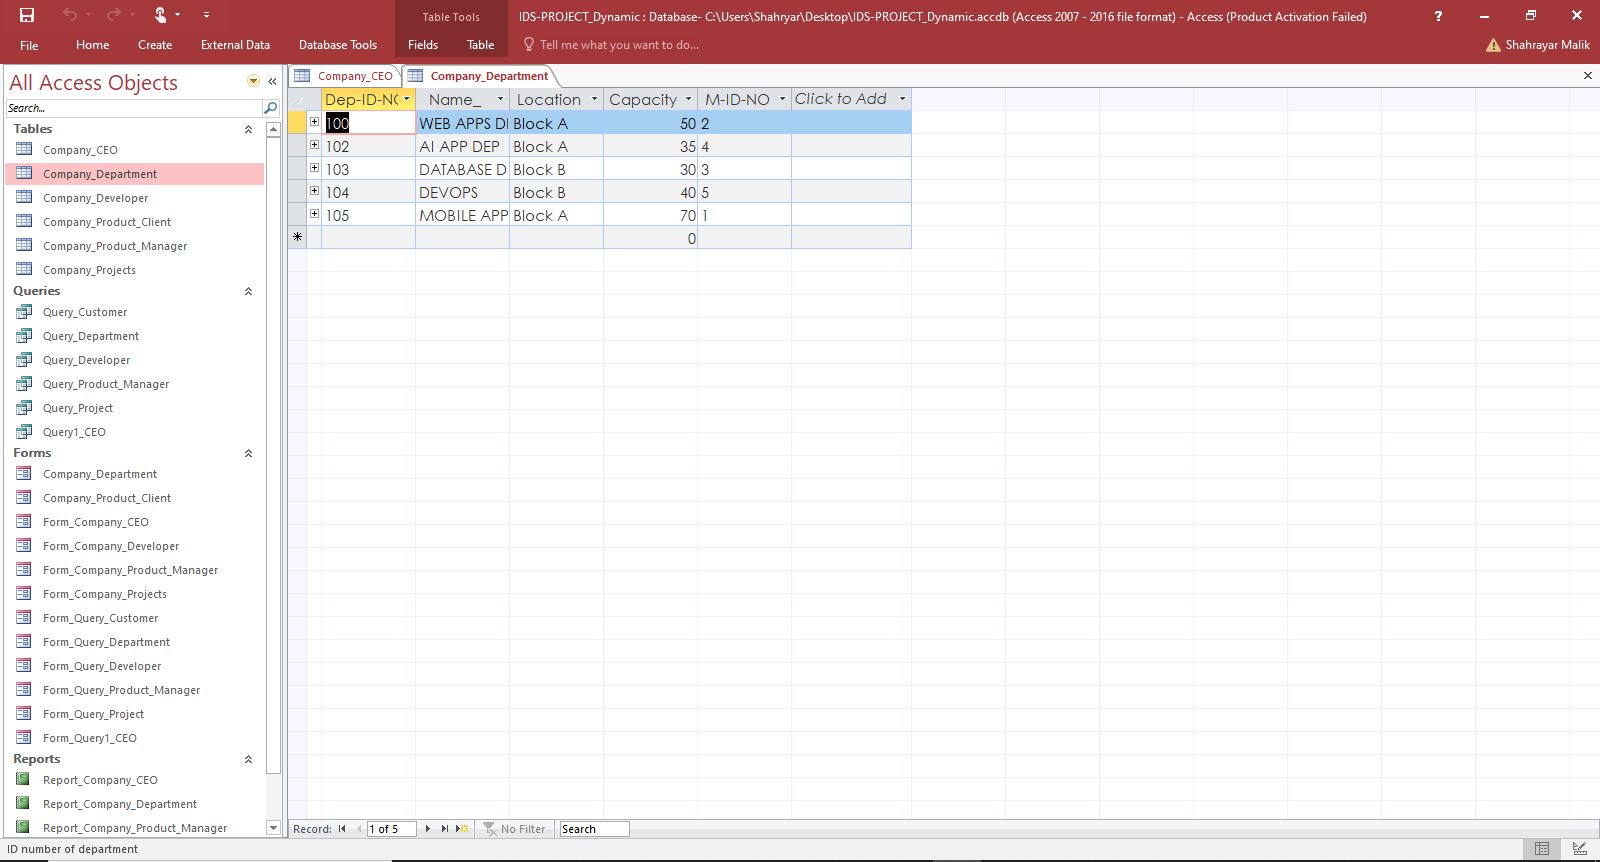 Table Tools
IDS-PROJECT_Dynamic : Database- C:\Users\Shahryar\Desktop\IDS-PROJECT_Dynamic.accdb (Access 2007 - 2016 file format) - Access (Product Activation Failed)
?
File Home Create External Data Database Tools Fields Table Tell me what you want to do... Shahrayar Malik
All Access Objects
Search...
Tables
Company_CEO
Company_Department
Company_Developer
Company_Product_Client
Company_Product_Manager
Company_Projects
Queries
Query_Customer
Query_Department
Query_Developer
Query_Product_Manager
Query_Project
Query1_CEO
Forms
Company_Department
Company_Product_Client
Form_Company_CEO
Form_Company_Developer
Form_Company_Product_Manager
Form_Company_Projects
Form_Query_Customer
Form_Query_Department
Form_Query_Developer
Form_Query_Product_Manager
Form_Query_Project
Form_Query1_CEO
Reports
Report_Company_CEO
Report_Company_Department
Report_Company_Product_Manager
Company_CEO Company_Department
Dep-ID-NO Name_ Location Capacity M-ID-NO Click to Add
100 WEB APPS DE Block A 50 2
102 AI APP DEP Block A 35 4
103 DATABASE D Block B 30 3
104 DEVOPS Block B 40 5
105 MOBILE APP Block A 70 1
* 0
Record: 1 of 5 No Filter Search
ID number of department